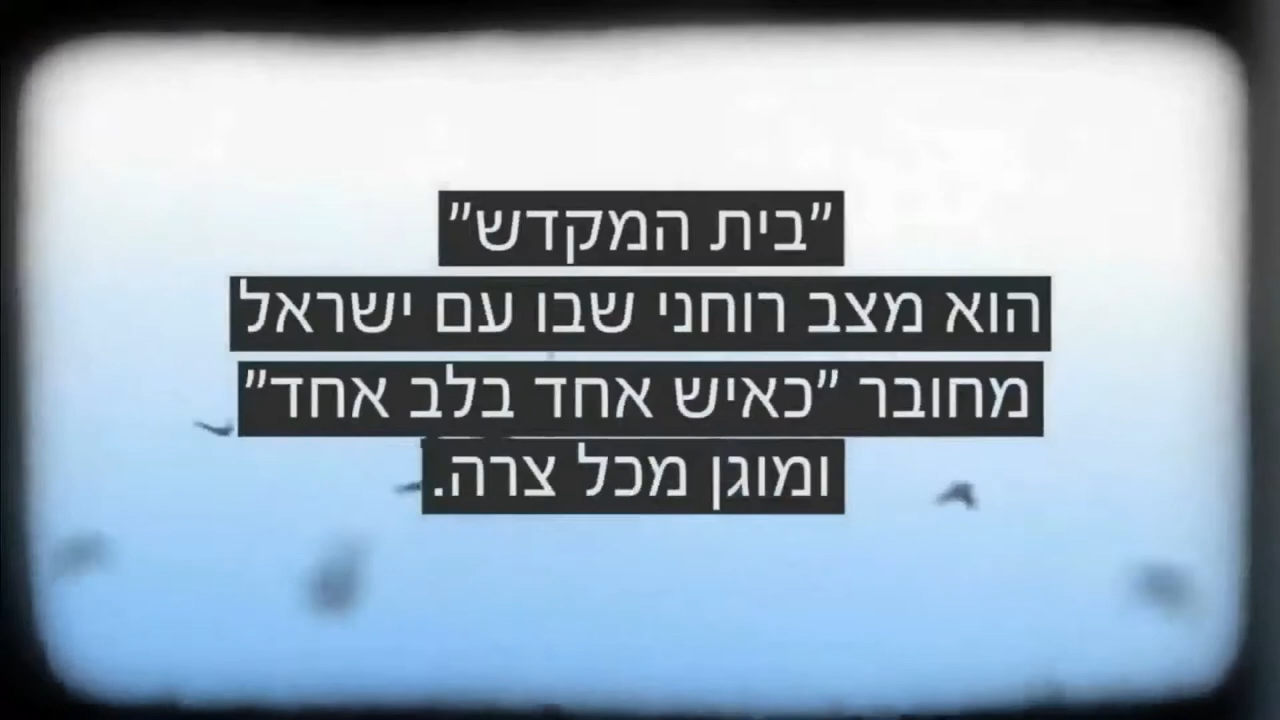 "בית המקדש"
הוא מצב רוחני שבו עם ישראל
מחובר "כאיש אחד בלב אחד"
ומוגן מכל צרה.